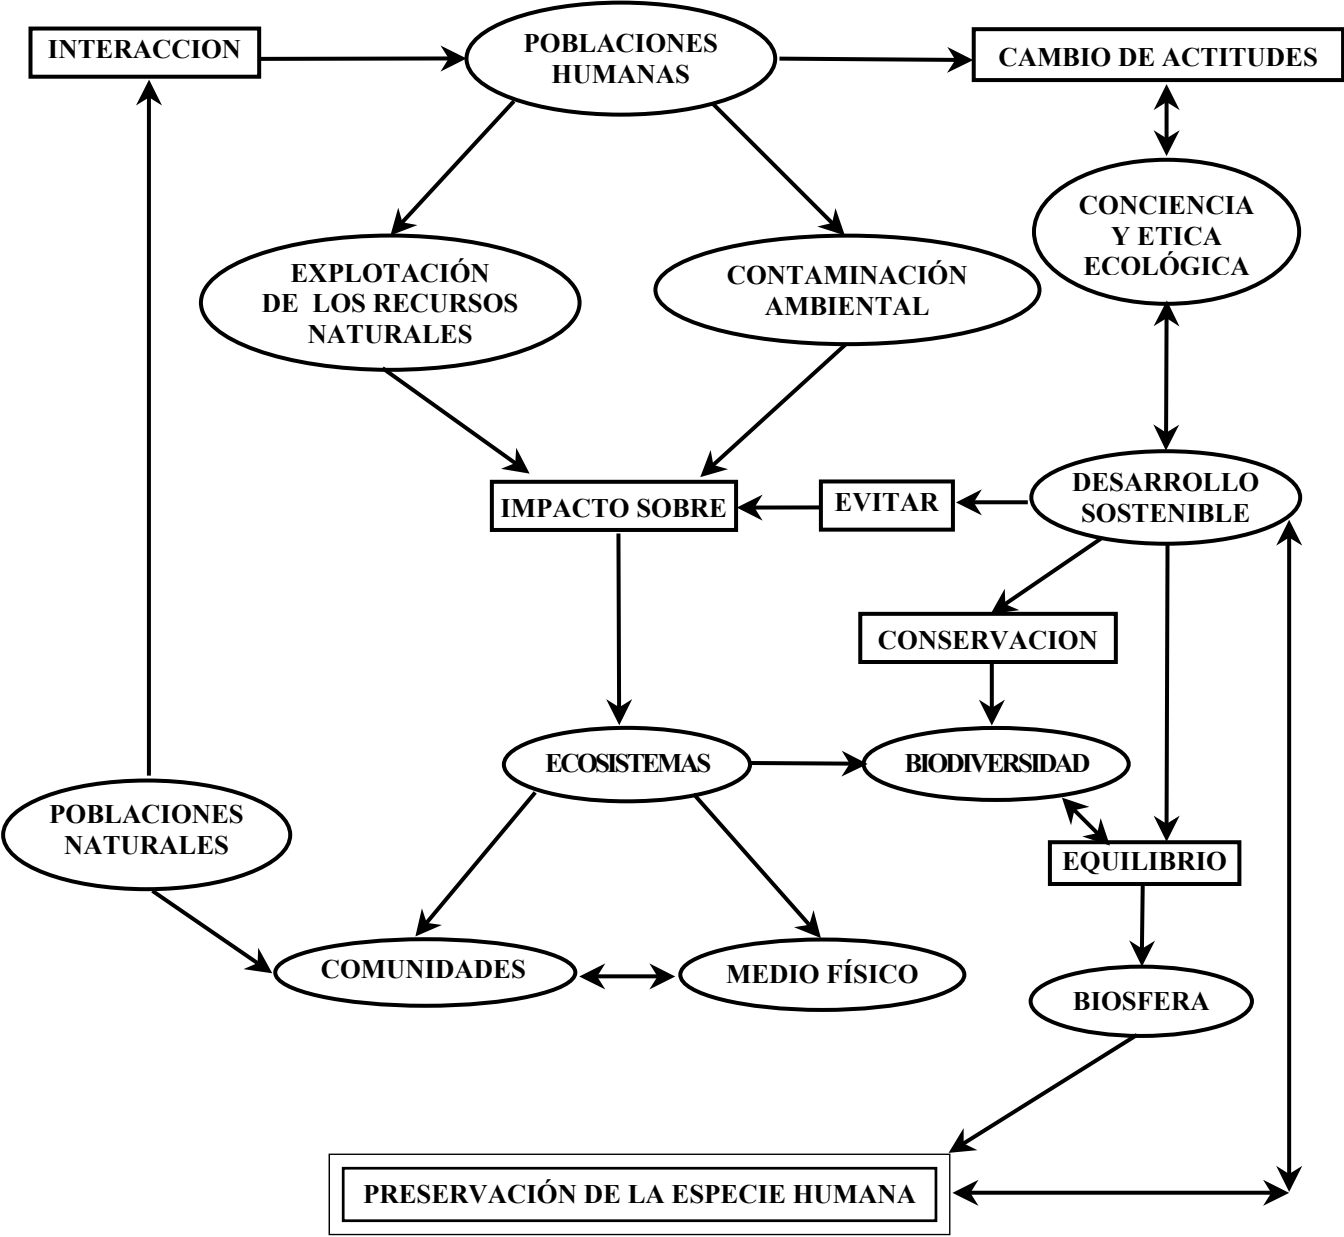 INTERACCION
POBLACIONES
HUMANAS
CAMBIO DE ACTITUDES
CONCIENCIA
Y ETICA
ECOLÓGICA
EXPLOTACIÓN
DE LOS RECURSOS
NATURALES
CONTAMINACIÓN
AMBIENTAL
IMPACTO SOBRE
EVITAR
DESARROLLO
SOSTENIBLE
CONSERVACION
ECOSISTEMAS
BIODIVERSIDAD
POBLACIONES
NATURALES
EQUILIBRIO
COMUNIDADES
MEDIO FÍSICO
BIOSFERA
PRESERVACIÓN DE LA ESPECIE HUMANA